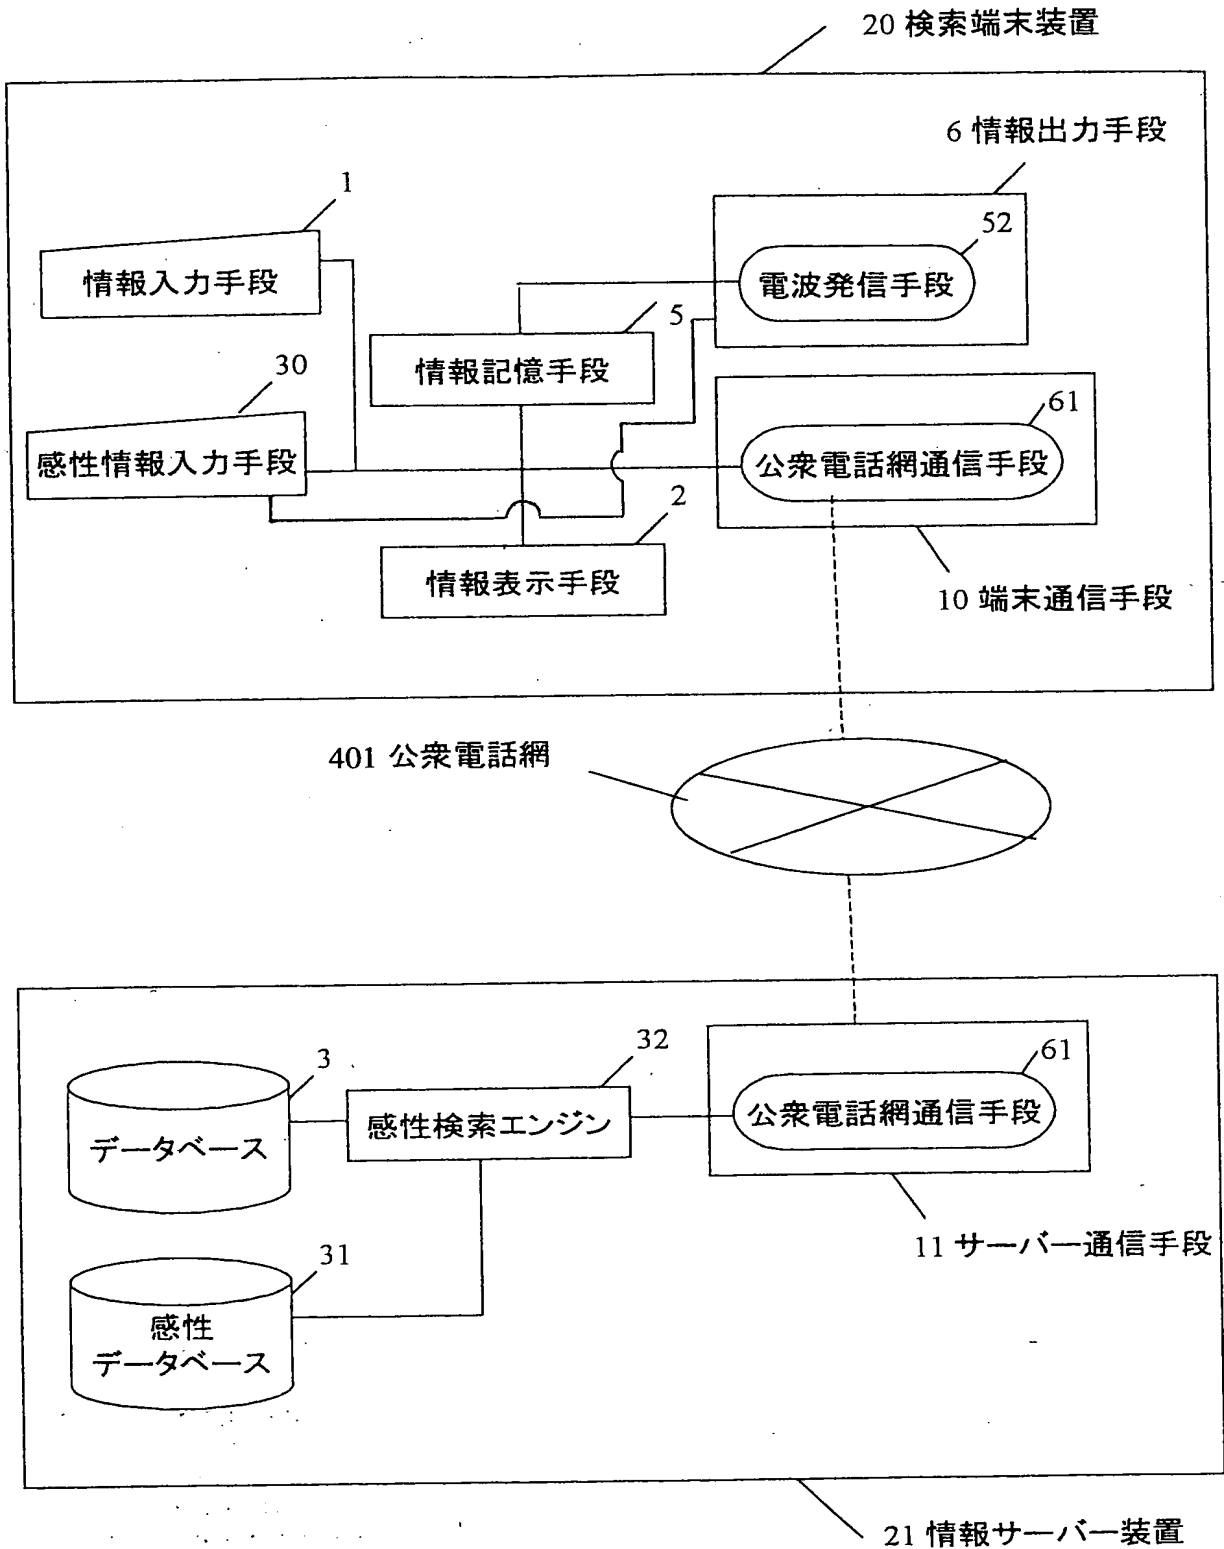 20 検索端末装置
6 情報出力手段
1
52
情報入力手段
電波発信手段
5
情報記憶手段
30
61
感性情報入力手段
公衆電話網通信手段
2
情報表示手段
10 端末通信手段
401 公衆電話網
3
32
61
データベース
感性検索エンジン
公衆電話網通信手段
11 サーバー通信手段
31
感性
データベース
21 情報サーバー装置